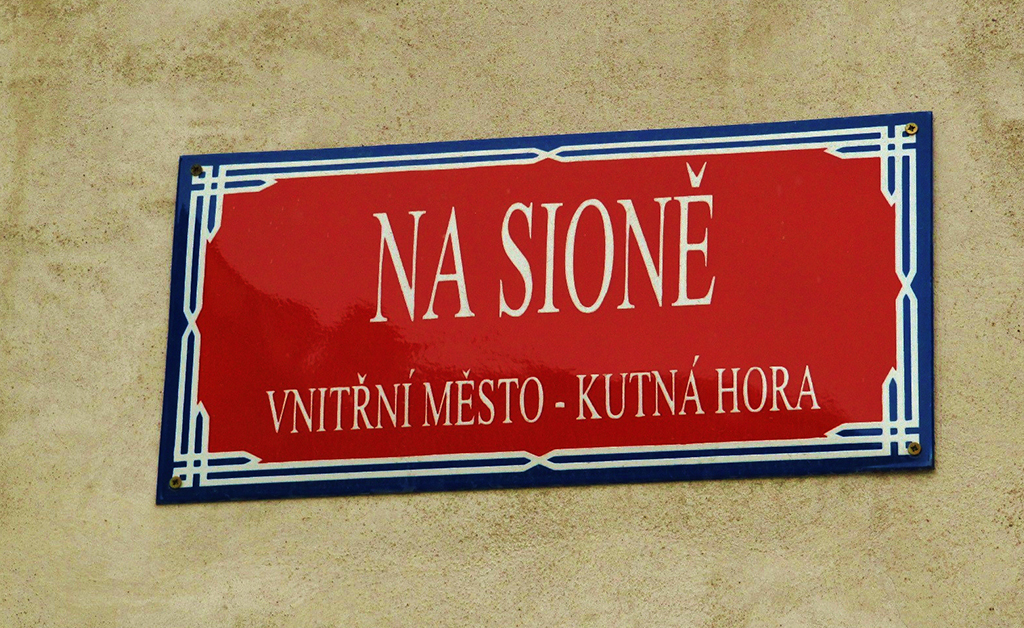 NA SIONĚ
VNITŘNÍ MĚSTO - KUTNÁ HORA